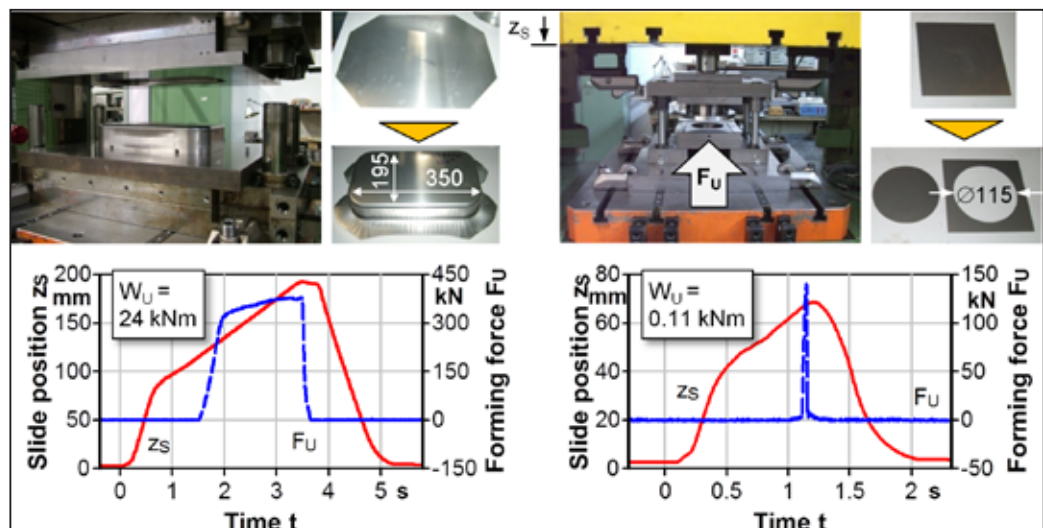 195
350
zS
FU
Ø115
Slide position zS
mm
200
150
100
50
0
WU =
24 kNm
zS
FU
450
kN
300
150
0
-150
Forming force FU
0 1 2 3 4 5 s
Time t
Slide position zS
80
mm
60
40
20
0
WU =
0.11 kNm
zS
FU
150
kN
100
50
0
-50
Forming force FU
0 0.5 1 1.5 2 s
Time t